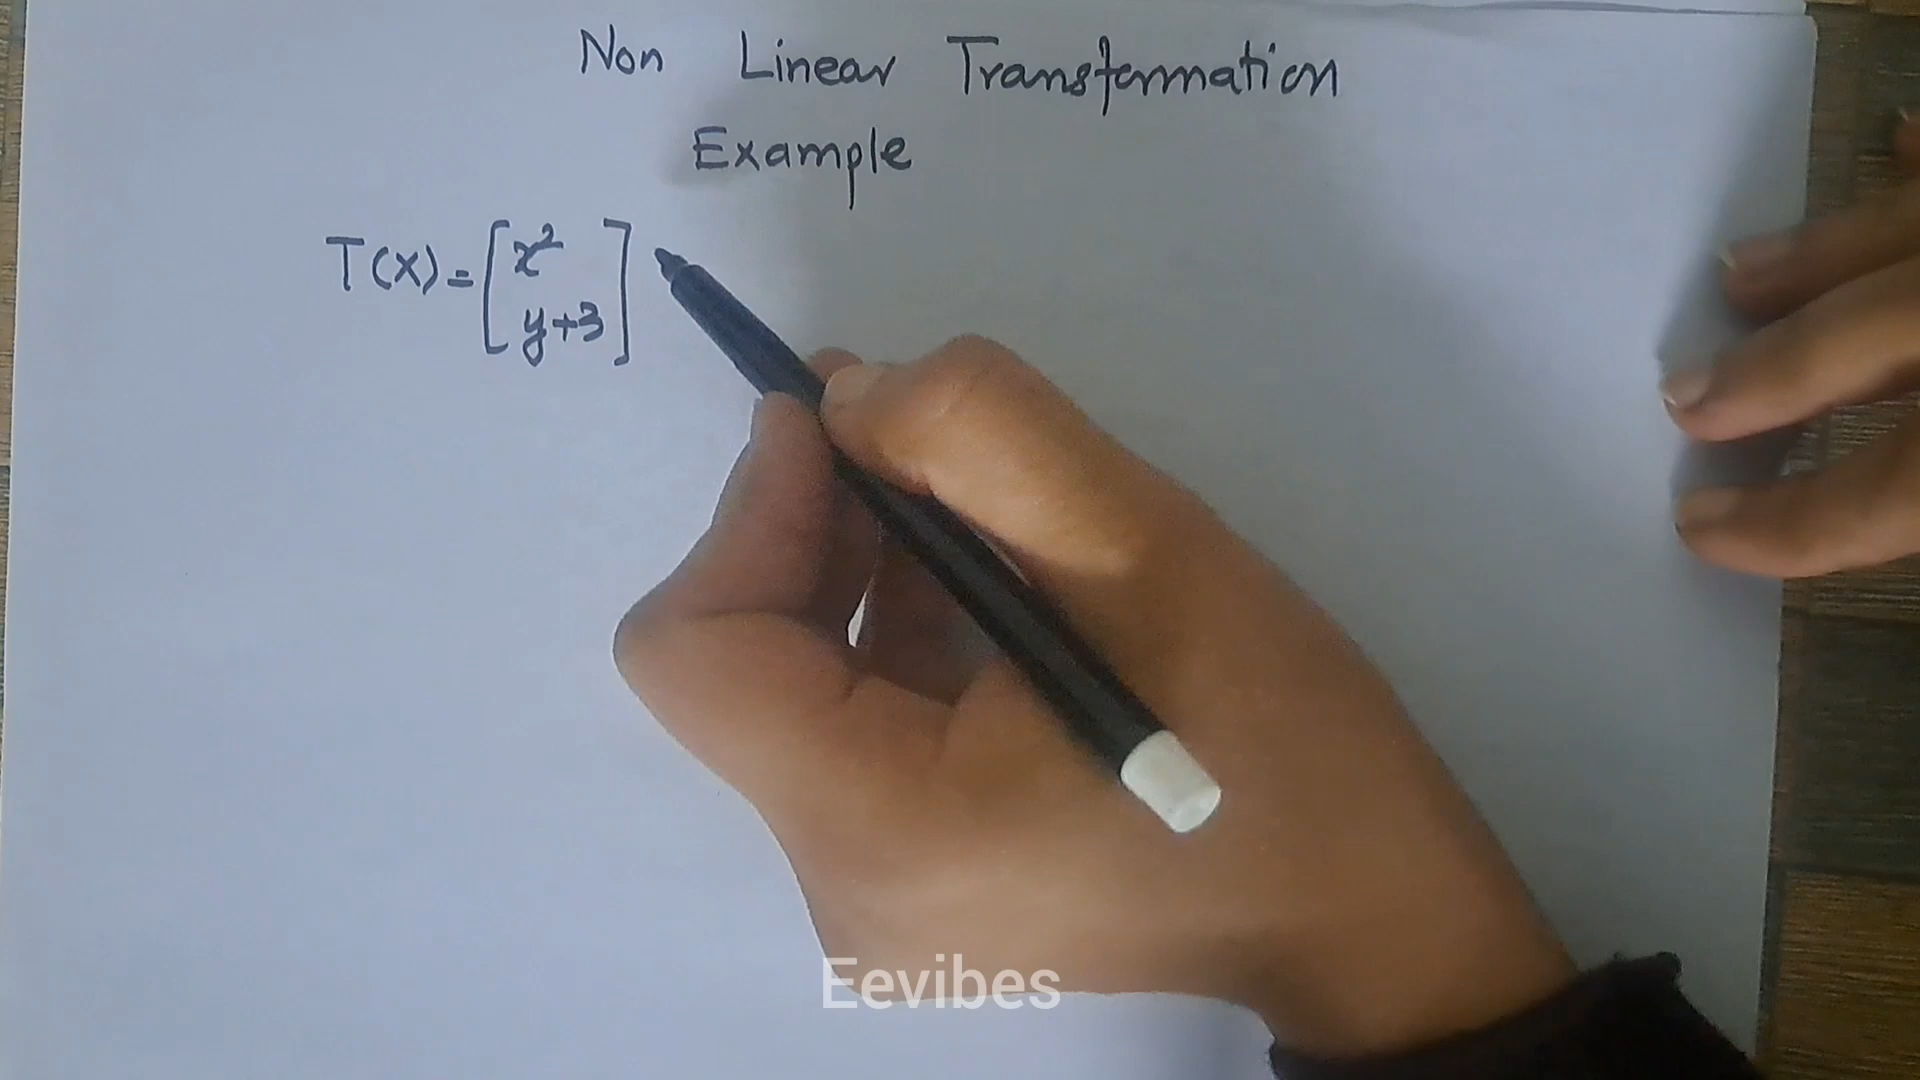 Non Linear Transformation
Example
T(x) = [x²
y+3]
Eevibes